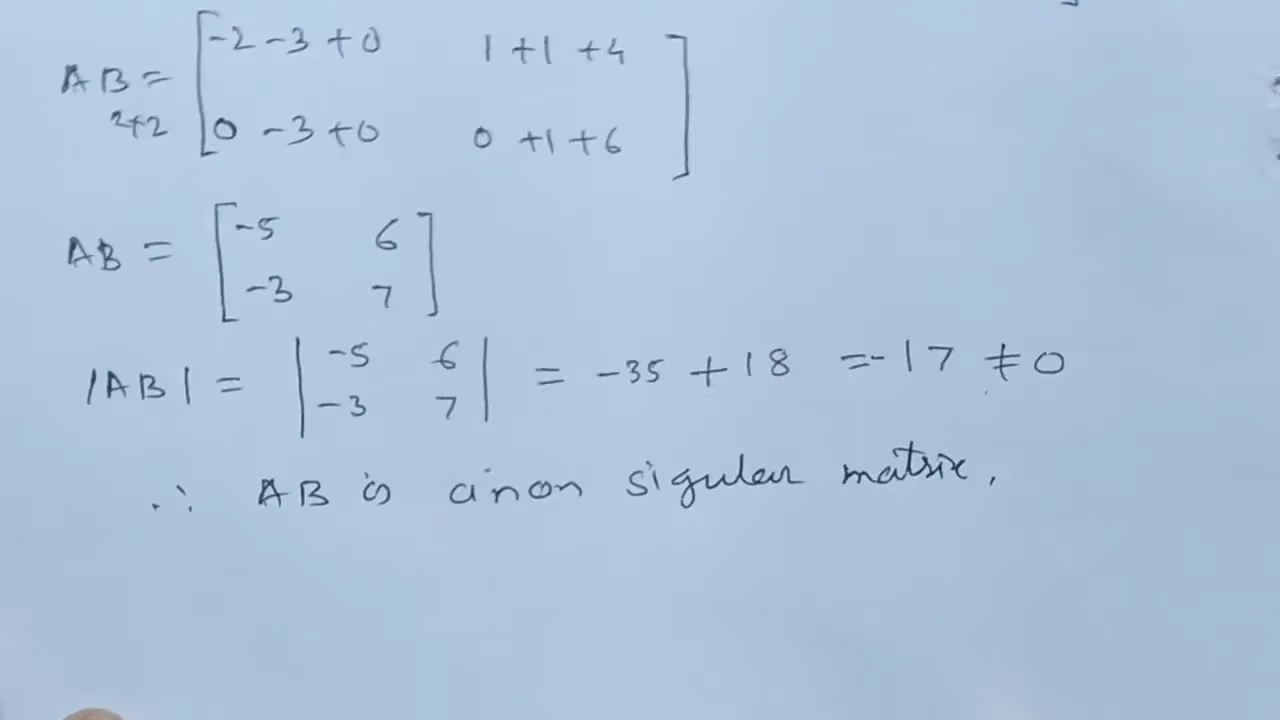 AB = [ -2 -3 +0 1 +1 +4
2×2 0 -3 +0 0 +1 +6 ]
AB = [ -5 6
-3 7 ]
|AB| = | -5 6
-3 7 | = -35 + 18 = -17 ≠ 0
∴ AB is a non sigular matrix.